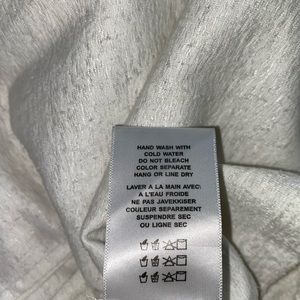 HAND WASH WITH
COLD WATER
DO NOT BLEACH
COLOR SEPARATE
HANG OR LINE DRY
LAVER A LA MAIN AVEC
A L'EAU FROIDE
NE PAS JAVEKKISER
COULEUR SEPAREMENT
SUSPENDRE SEC
OU LIGNE SEC